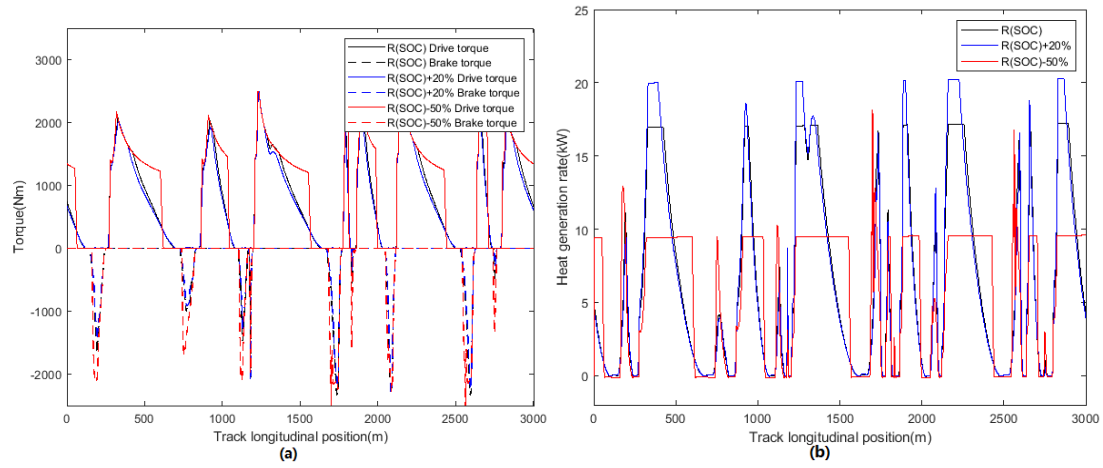 3000
2000
1000
0
-1000
-2000
Torque(Nm)
R(SOC) Drive torque
R(SOC) Brake torque
R(SOC)+20% Drive torque
R(SOC)+20% Brake torque
R(SOC)-50% Drive torque
R(SOC)-50% Brake torque
0 500 1000 1500 2000 2500 3000
Track longitudinal position(m)
(a)
25
20
15
10
5
0
Heat generation rate(kW)
R(SOC)
R(SOC)+20%
R(SOC)-50%
0 500 1000 1500 2000 2500 3000
Track longitudinal position(m)
(b)